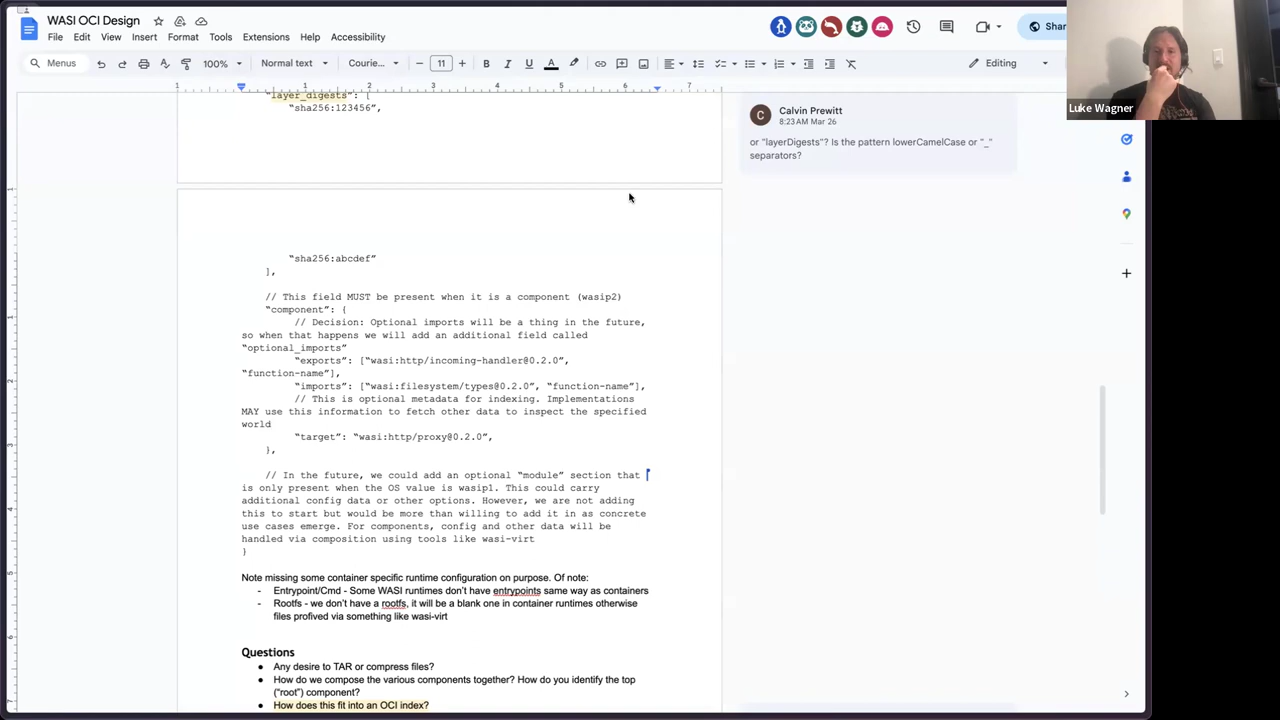 WASI OCI Design
File Edit View Insert Format Tools Extensions Help Accessibility
Shar
Menus 100% Normal text Courie... 11 B I U A Editing
1 1 2 3 4 5 6 7
"layer_digests": [
"sha256:123456",
"sha256:abcdef"
],
// This field MUST be present when it is a component (wasip2)
"component": {
// Decision: Optional imports will be a thing in the future,
so when that happens we will add an additional field called
"optional_imports"
"exports": ["wasi:http/incoming-handler@0.2.0",
"function-name"],
"imports": ["wasi:filesystem/types@0.2.0", "function-name"],
// This is optional metadata for indexing. Implementations
MAY use this information to fetch other data to inspect the specified
world
"target": "wasi:http/proxy@0.2.0",
},
// In the future, we could add an optional "module" section that
is only present when the OS value is wasip1. This could carry
additional config data or other options. However, we are not adding
this to start but would be more than willing to add it in as concrete
use cases emerge. For components, config and other data will be
handled via composition using tools like wasi-virt
}
Note missing some container specific runtime configuration on purpose. Of note:
- Entrypoint/Cmd - Some WASI runtimes don't have entrypoints same way as containers
- Rootfs - we don't have a rootfs, it will be a blank one in container runtimes otherwise
files profived via something like wasi-virt
Questions
● Any desire to TAR or compress files?
● How do we compose the various components together? How do you identify the top
("root") component?
● How does this fit into an OCI index?
C
Calvin Prewitt
8:23 AM Mar 26
or "layerDigests"? Is the pattern lowerCamelCase or "_"
separators?
Luke Wagner